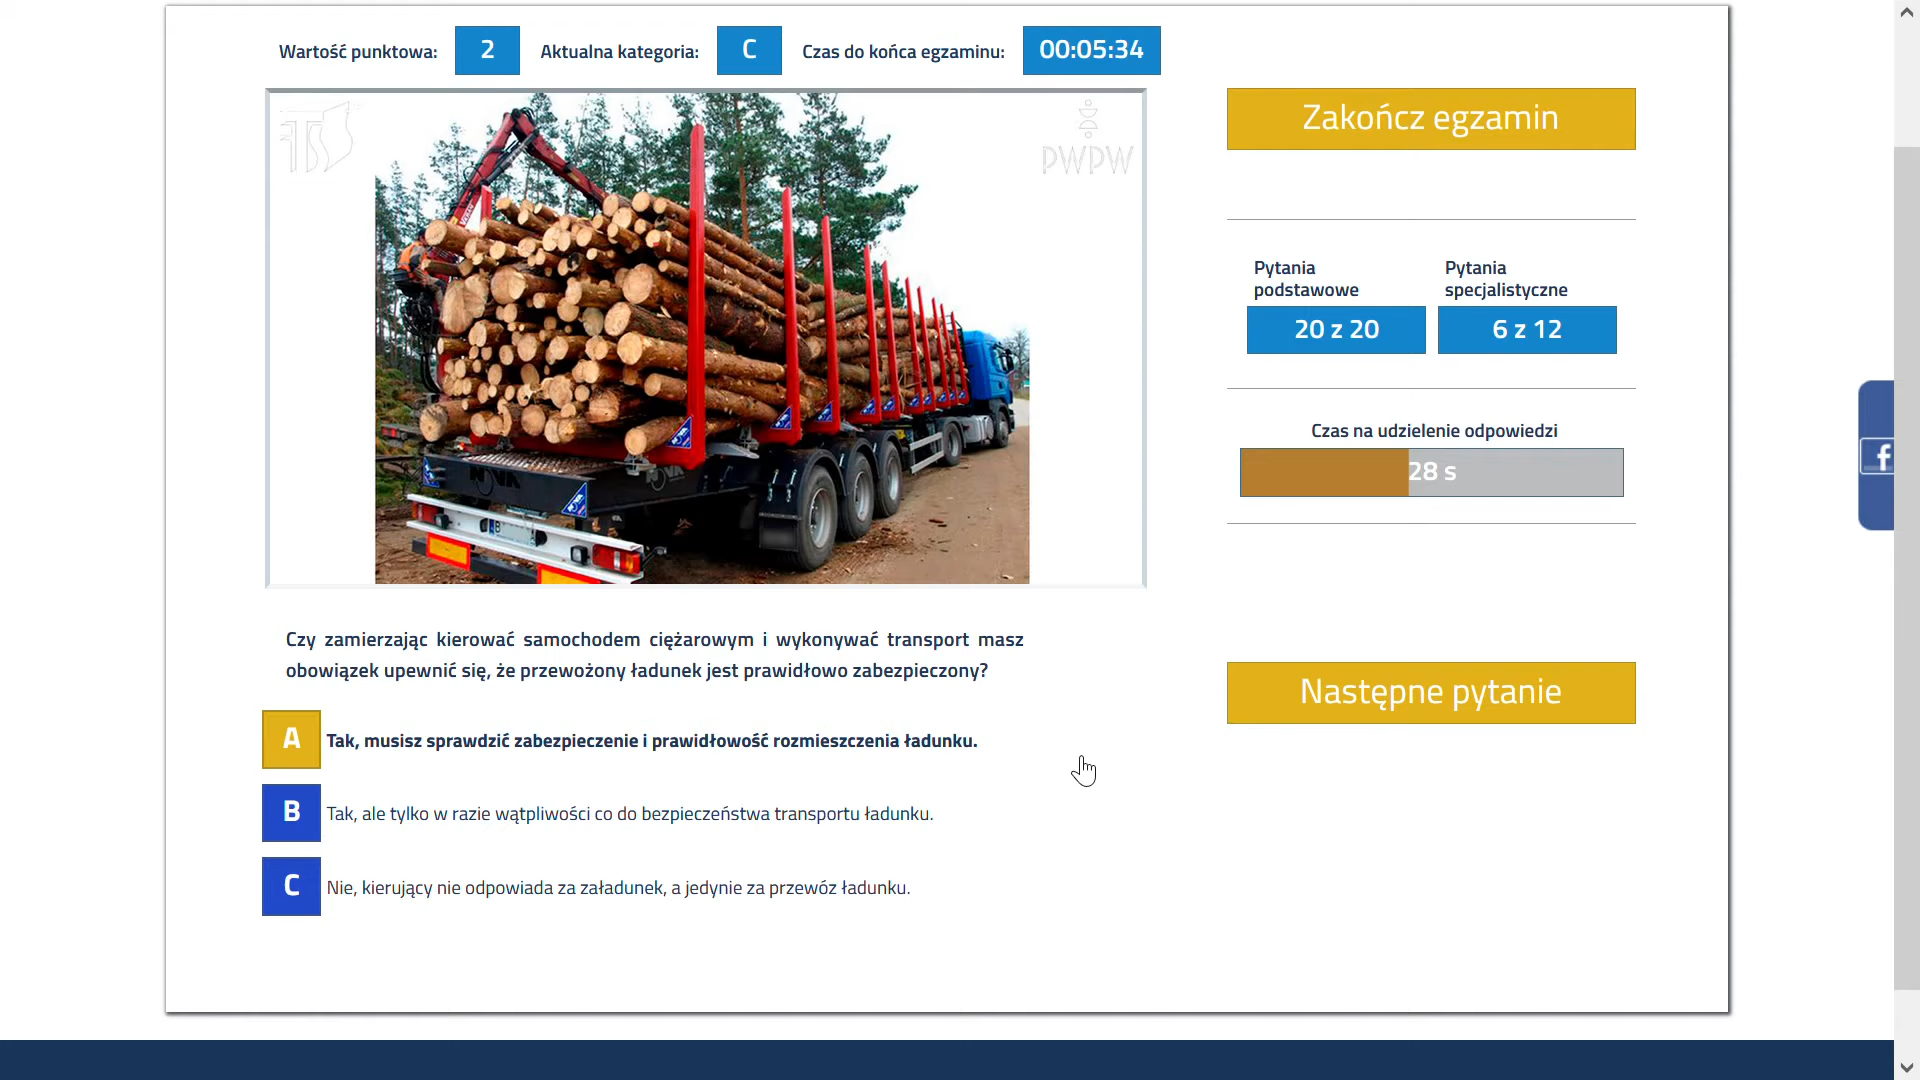 Wartość punktowa: 2 Aktualna kategoria: C Czas do końca egzaminu: 00:05:34
Zakończ egzamin
PWPW
Pytania podstawowe
20 z 20
Pytania specjalistyczne
6 z 12
Czas na udzielenie odpowiedzi
28 s
Czy zamierzając kierować samochodem ciężarowym i wykonywać transport masz
obowiązek upewnić się, że przewożony ładunek jest prawidłowo zabezpieczony?
Następne pytanie
A Tak, musisz sprawdzić zabezpieczenie i prawidłowość rozmieszczenia ładunku.
B Tak, ale tylko w razie wątpliwości co do bezpieczeństwa transportu ładunku.
C Nie, kierujący nie odpowiada za załadunek, a jedynie za przewóz ładunku.